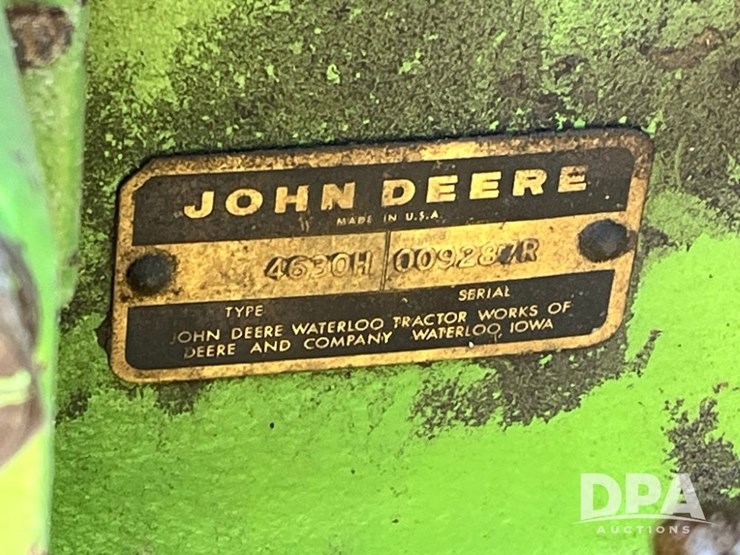 JOHN DEERE
MADE IN U.S.A.
4630H 009287R
TYPE SERIAL
JOHN DEERE WATERLOO TRACTOR WORKS OF
DEERE AND COMPANY WATERLOO, IOWA
DPA
AUCTIONS